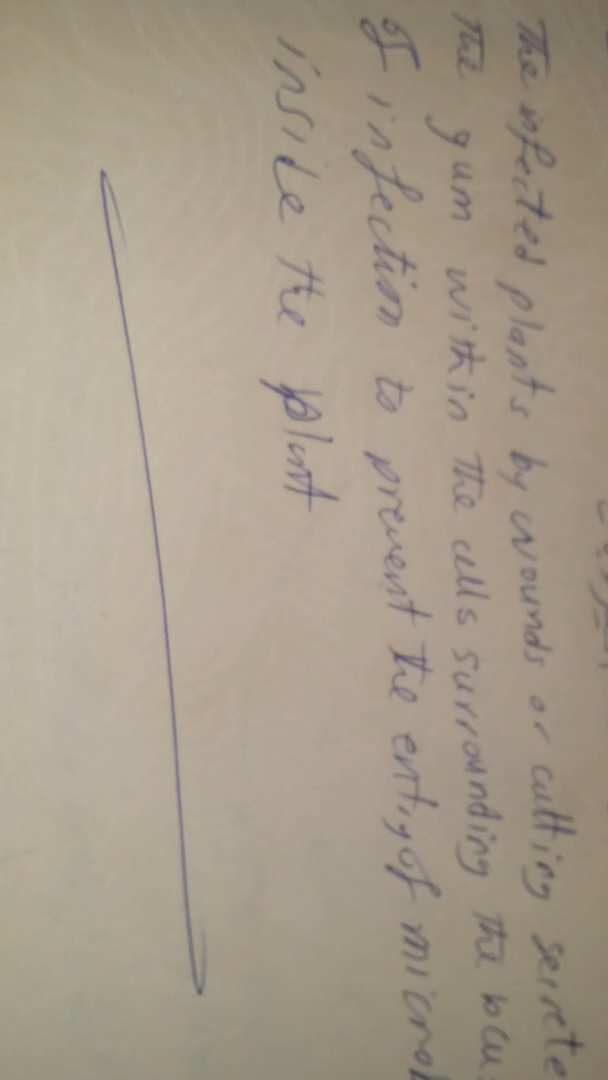 The infected plants by wounds or cutting secrete
The gum within the cells surrounding the
of infection to prevent the entry of
inside the plant